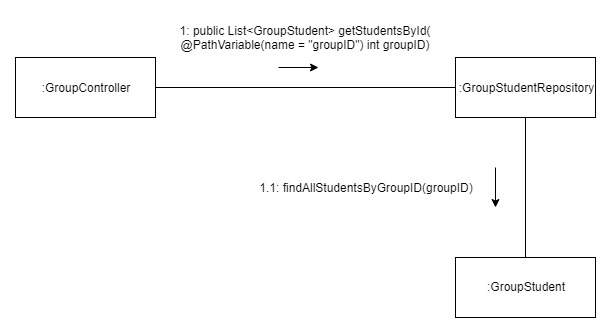 1: public List<GroupStudent> getStudentsById(
@PathVariable(name = "groupID") int groupID)
:GroupController
:GroupStudentRepository
1.1: findAllStudentsByGroupID(groupID)
:GroupStudent